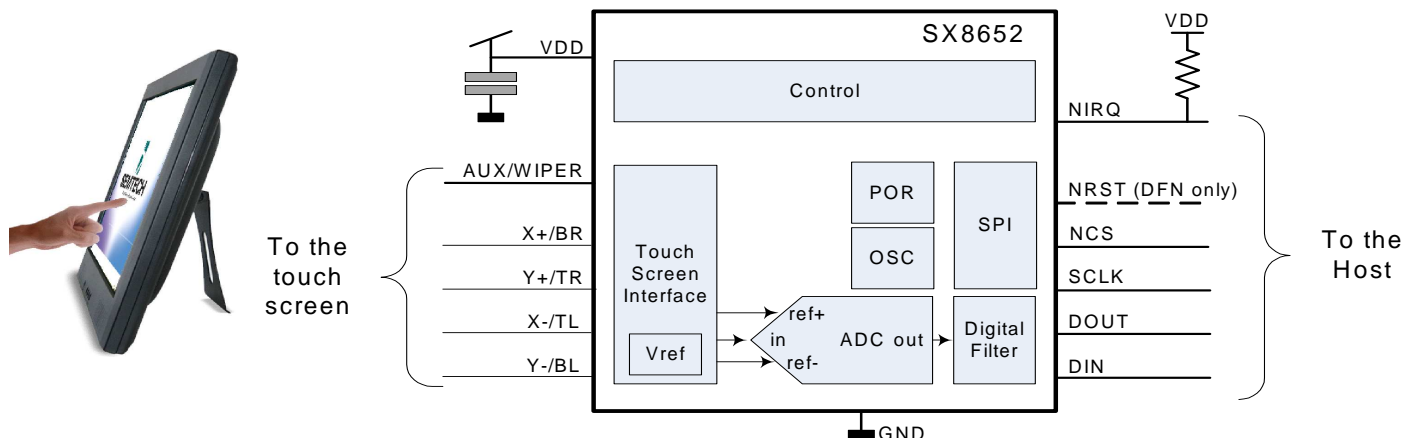 SX8652
VDD
VDD
Control
NIRQ
AUX/WIPER
POR
SPI
NRST (DFN only)
X+/BR
NCS
To the
touch
screen
Touch
Screen
Interface
OSC
To the
Host
Y+/TR
SCLK
X-/TL
ref+
in
ref-
ADC out
Digital
Filter
DOUT
Vref
Y-/BL
DIN
GND
SEMTECH